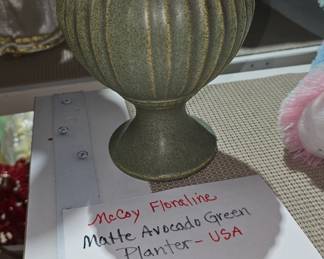 McCoy Floraline
Matte Avocado Green
Planter - USA